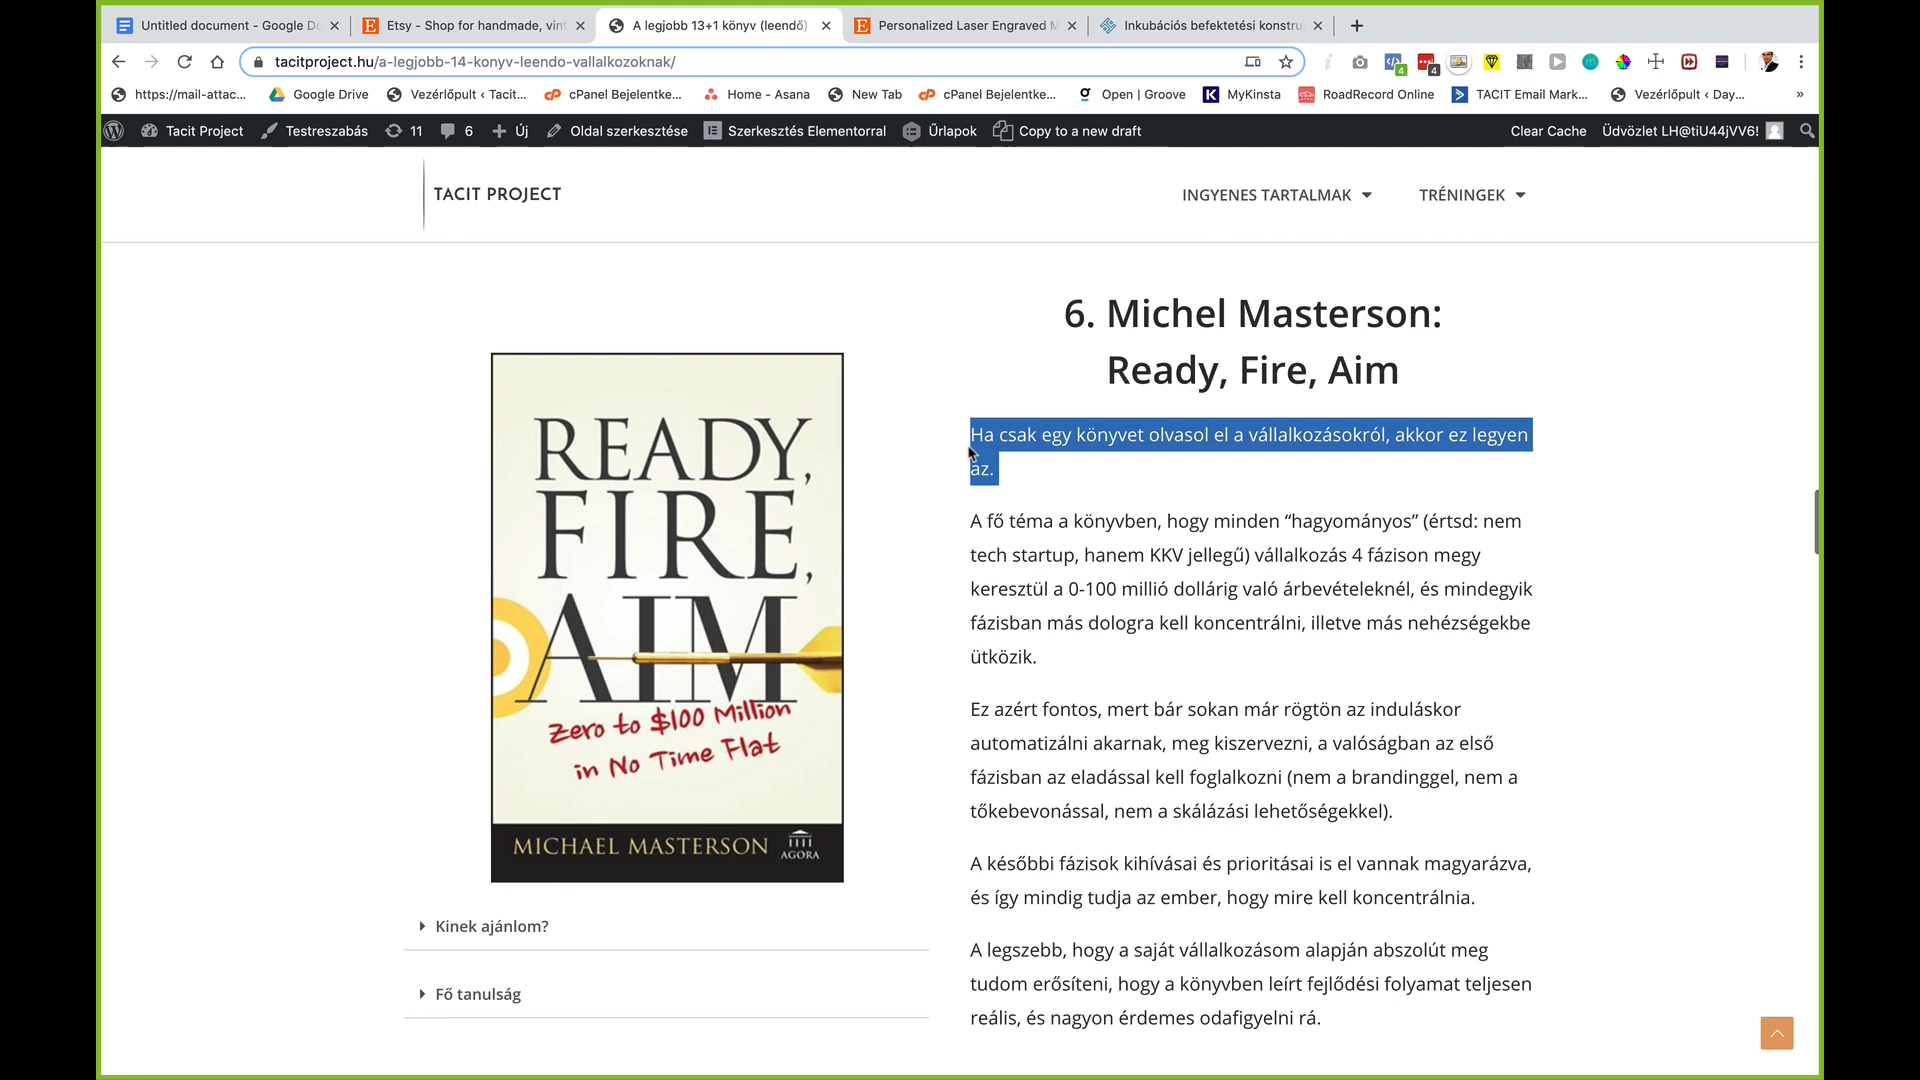 Untitled document - Google Do
Etsy - Shop for handmade, vint
A legjobb 13+1 könyv (leendő)
Personalized Laser Engraved M
Inkubációs befektetési konstru
tacitproject.hu/a-legjobb-14-konyv-leendo-vallalkozoknak/
4
4
https://mail-attac...
Google Drive
Vezérlőpult ‹ Tacit...
cPanel Bejelentke...
Home - Asana
New Tab
cPanel Bejelentke...
Open | Groove
MyKinsta
RoadRecord Online
TACIT Email Mark...
Vezérlőpult ‹ Day...
»
Tacit Project
Testreszabás
11
6
Új
Oldal szerkesztése
Szerkesztés Elementorral
Űrlapok
Copy to a new draft
Clear Cache
Üdvözlet LH@tiU44jVV6!
TACIT PROJECT
INGYENES TARTALMAK
TRÉNINGEK
READY,
FIRE,
AIM
Zero to $100 Million
in No Time Flat
MICHAEL MASTERSON
AGORA
Kinek ajánlom?
Fő tanulság
6. Michel Masterson:
Ready, Fire, Aim
Ha csak egy könyvet olvasol el a vállalkozásokról, akkor ez legyen
az.
A fő téma a könyvben, hogy minden “hagyományos” (értsd: nem
tech startup, hanem KKV jellegű) vállalkozás 4 fázison megy
keresztül a 0-100 millió dollárig való árbevételeknél, és mindegyik
fázisban más dologra kell koncentrálni, illetve más nehézségekbe
ütközik.
Ez azért fontos, mert bár sokan már rögtön az induláskor
automatizálni akarnak, meg kiszervezni, a valóságban az első
fázisban az eladással kell foglalkozni (nem a brandinggel, nem a
tőkebevonással, nem a skálázási lehetőségekkel).
A későbbi fázisok kihívásai és prioritásai is el vannak magyarázva,
és így mindig tudja az ember, hogy mire kell koncentrálnia.
A legszebb, hogy a saját vállalkozásom alapján abszolút meg
tudom erősíteni, hogy a könyvben leírt fejlődési folyamat teljesen
reális, és nagyon érdemes odafigyelni rá.